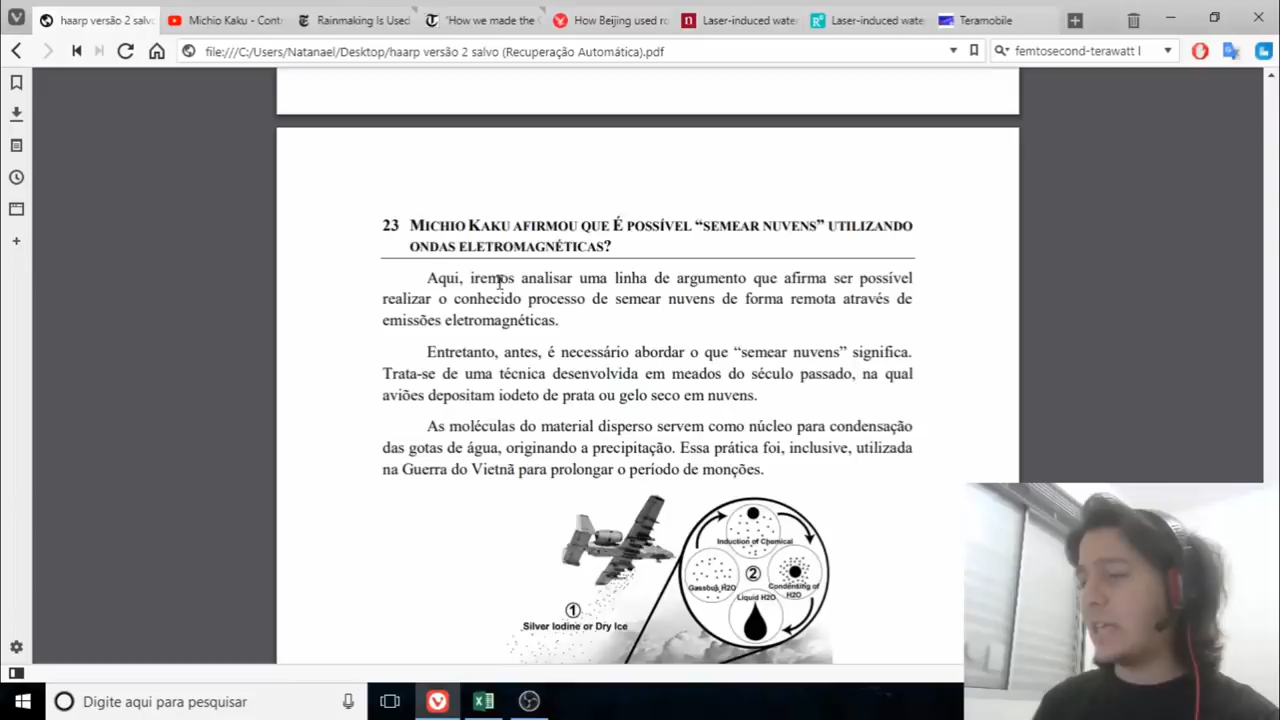 haarp versão 2 salvo
Michio Kaku - Cont
Rainmaking Is Used
"How we made the
How Beijing used ro
Laser-induced wate
Laser-induced wate
Teramobile
file:///C:/Users/Natanael/Desktop/haarp versão 2 salvo (Recuperação Automática).pdf
femtosecond-terawatt l
23 MICHIO KAKU AFIRMOU QUE É POSSÍVEL “SEMEAR NUVENS” UTILIZANDO
ONDAS ELETROMAGNÉTICAS?
Aqui, iremos analisar uma linha de argumento que afirma ser possível
realizar o conhecido processo de semear nuvens de forma remota através de
emissões eletromagnéticas.
Entretanto, antes, é necessário abordar o que “semear nuvens” significa.
Trata-se de uma técnica desenvolvida em meados do século passado, na qual
aviões depositam iodeto de prata ou gelo seco em nuvens.
As moléculas do material disperso servem como núcleo para condensação
das gotas de água, originando a precipitação. Essa prática foi, inclusive, utilizada
na Guerra do Vietnã para prolongar o período de monções.
Induction of Chemical
2
H2O
Condensing of
H2O
Liquid H2O
1
Silver Iodine or Dry Ice
Digite aqui para pesquisar